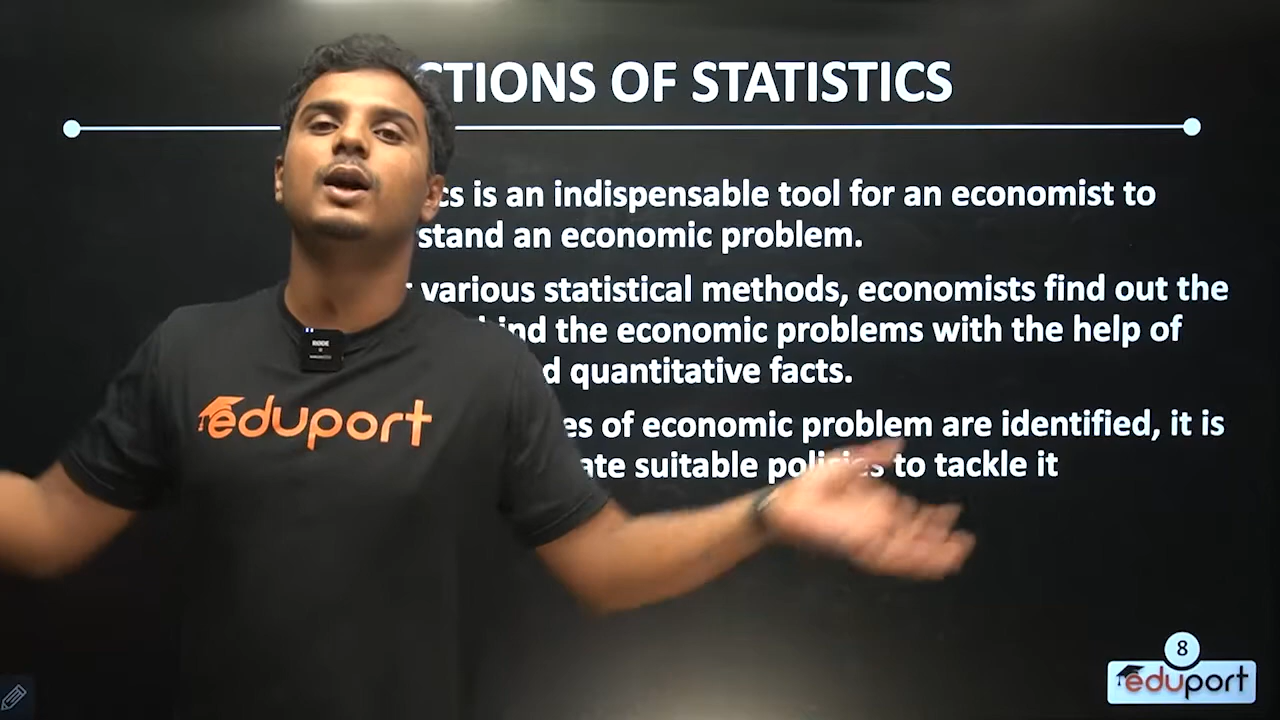 CTIONS OF STATISTICS
cs is an indispensable tool for an economist to
stand an economic problem.
various statistical methods, economists find out the
ind the economic problems with the help of
d quantitative facts.
es of economic problem are identified, it is
ate suitable policies to tackle it
eduport
8
eduport